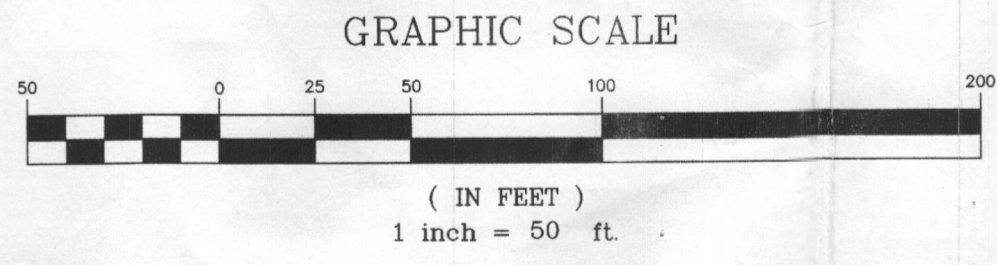 GRAPHIC SCALE
50 0 25 50 100 200
( IN FEET )
1 inch = 50 ft.